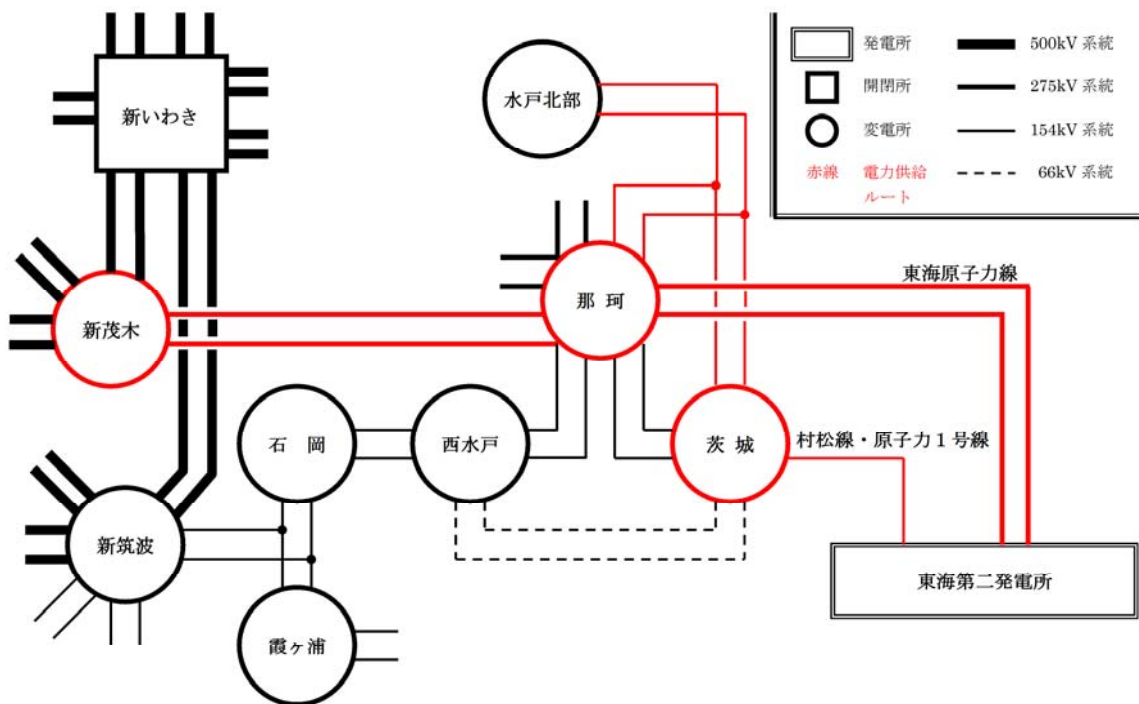 発電所
500kV 系統
開閉所
275kV 系統
変電所
154kV 系統
赤線
電力供給
ルート
66kV 系統
新いわき
水戸北部
東海原子力線
那 珂
新茂木
石 岡
西水戸
茨 城
村松線・原子力1号線
新筑波
東海第二発電所
霞ヶ浦